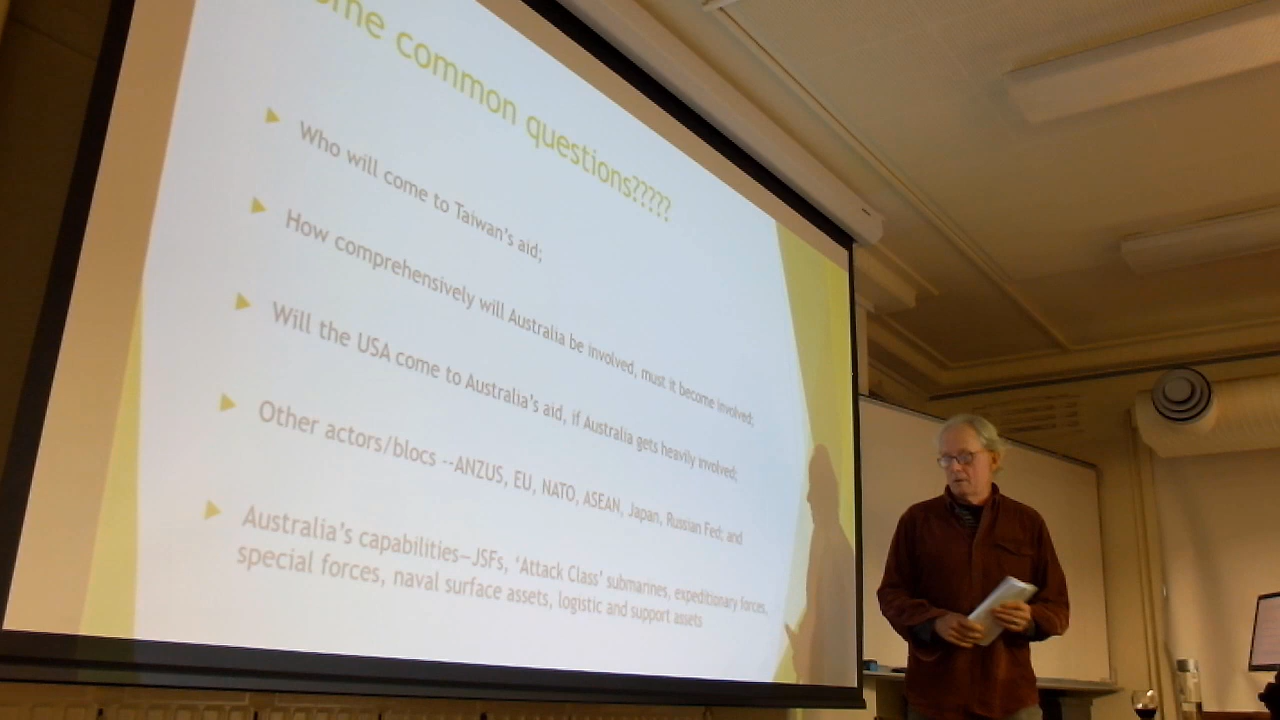 ome common questions?????
Who will come to Taiwan's aid;
How comprehensively will Australia be involved, must it become involved;
Will the USA come to Australia's aid, if Australia gets heavily involved;
Other actors/blocs --ANZUS, EU, NATO, ASEAN, Japan, Russian Fed; and
Australia's capabilities—JSFs, 'Attack Class' submarines, expeditionary forces,
special forces, naval surface assets, logistic and support assets